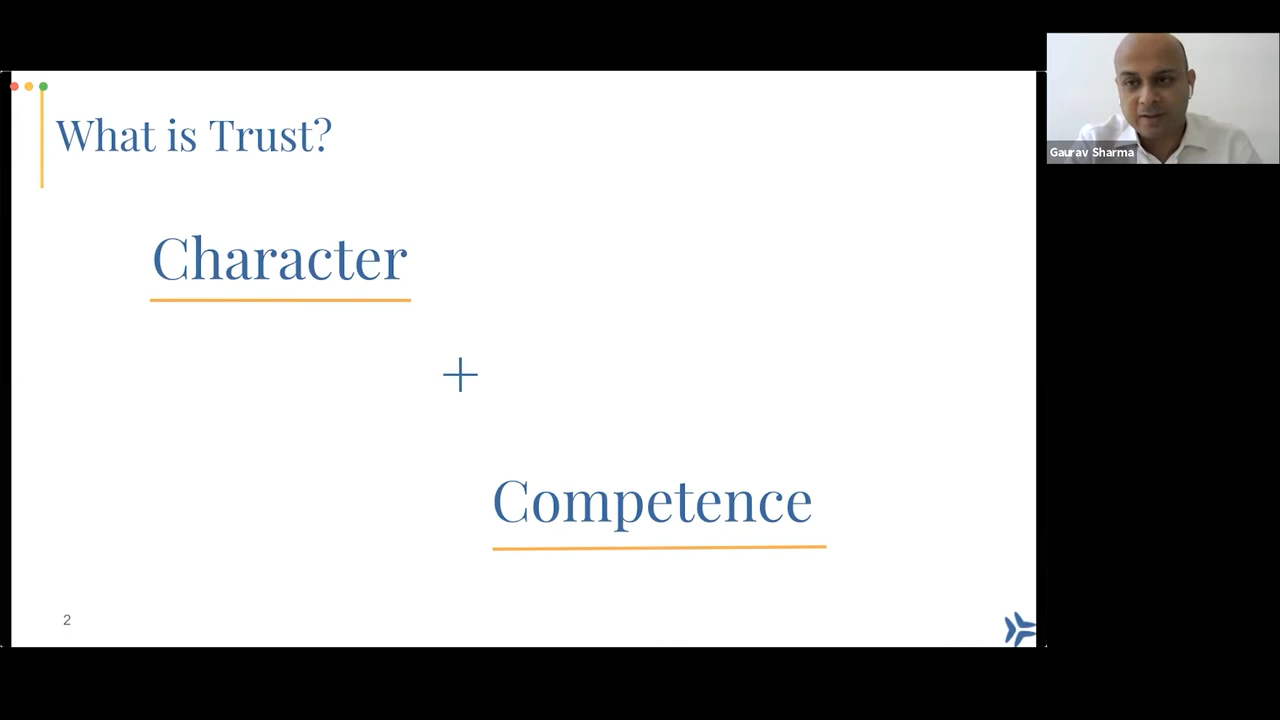 What is Trust?
Character
+
Competence
2
Gaurav Sharma